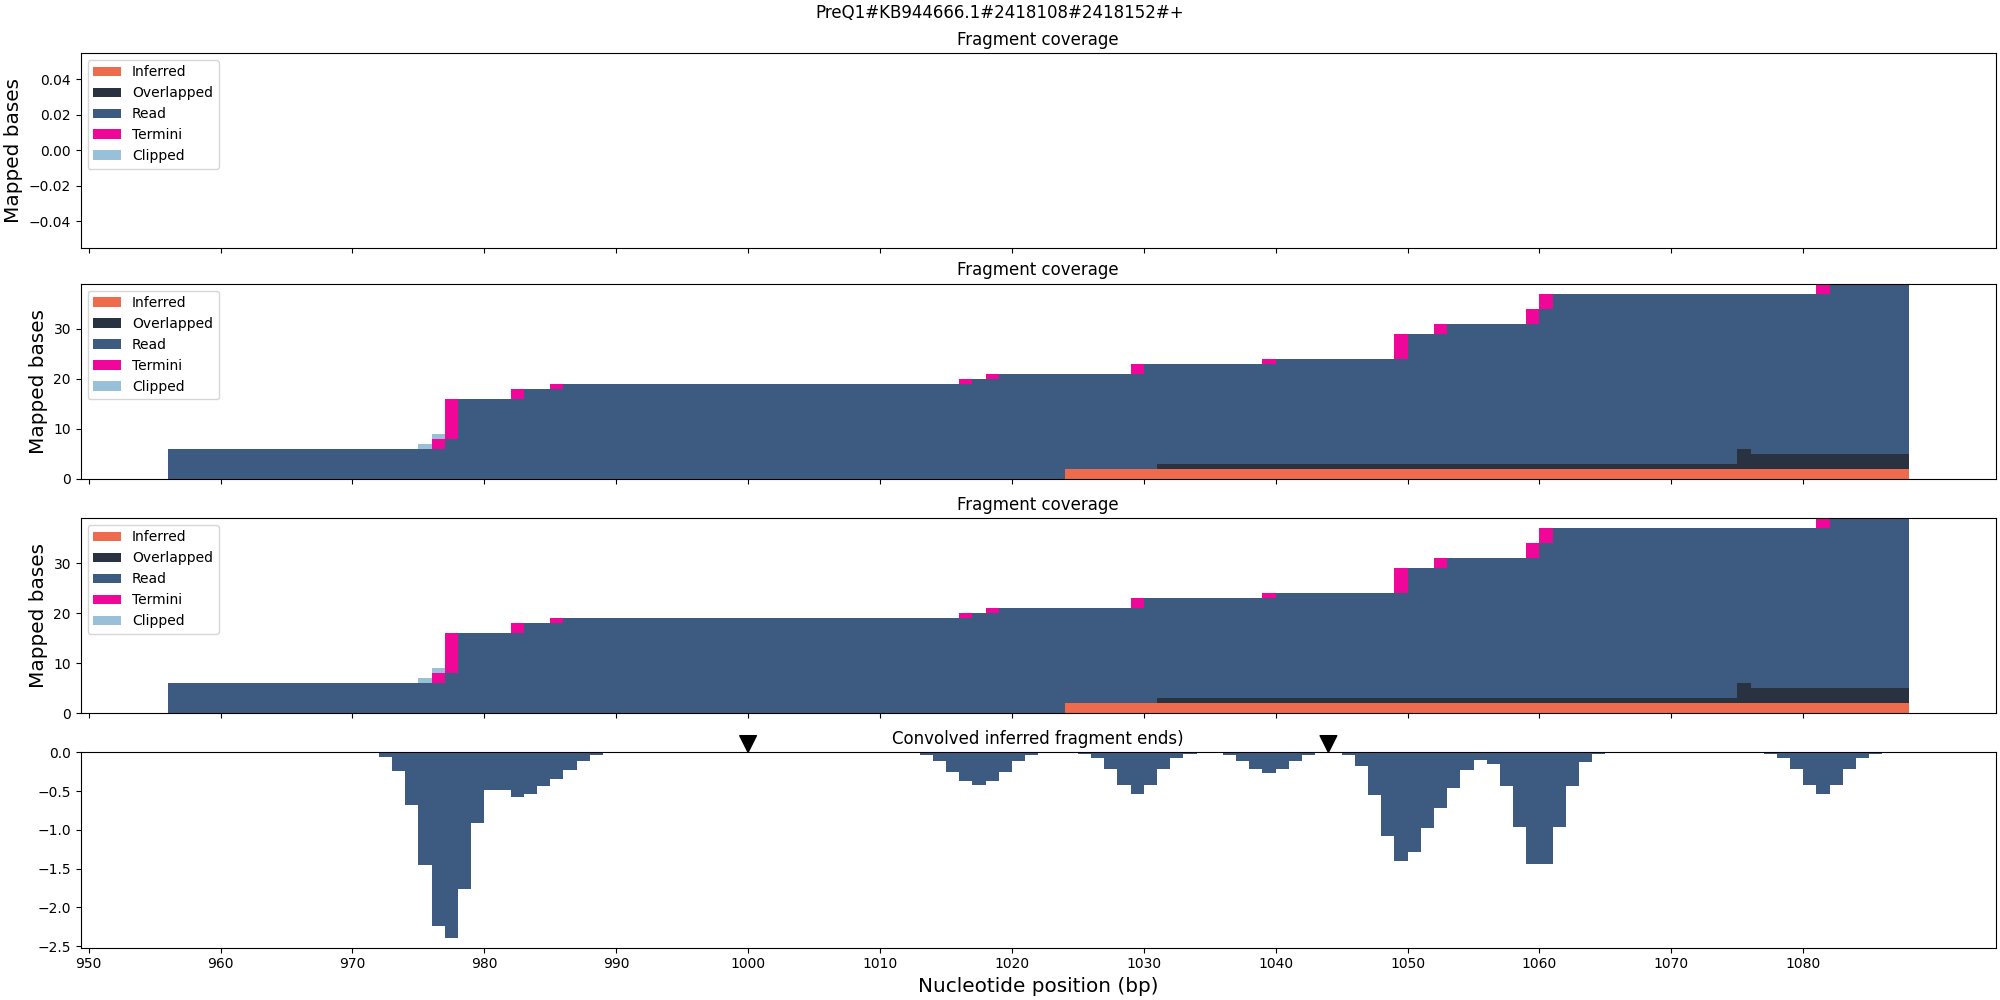 PreQ1#KB944666.1#2418108#2418152#+
Fragment coverage
Mapped bases
0.04
0.02
0.00
−0.02
−0.04
Inferred
Overlapped
Read
Termini
Clipped
Fragment coverage
Mapped bases
30
20
10
0
Inferred
Overlapped
Read
Termini
Clipped
Fragment coverage
Mapped bases
30
20
10
0
Inferred
Overlapped
Read
Termini
Clipped
Convolved inferred fragment ends)
0.0
−0.5
−1.0
−1.5
−2.0
−2.5
950 960 970 980 990 1000 1010 1020 1030 1040 1050 1060 1070 1080
Nucleotide position (bp)